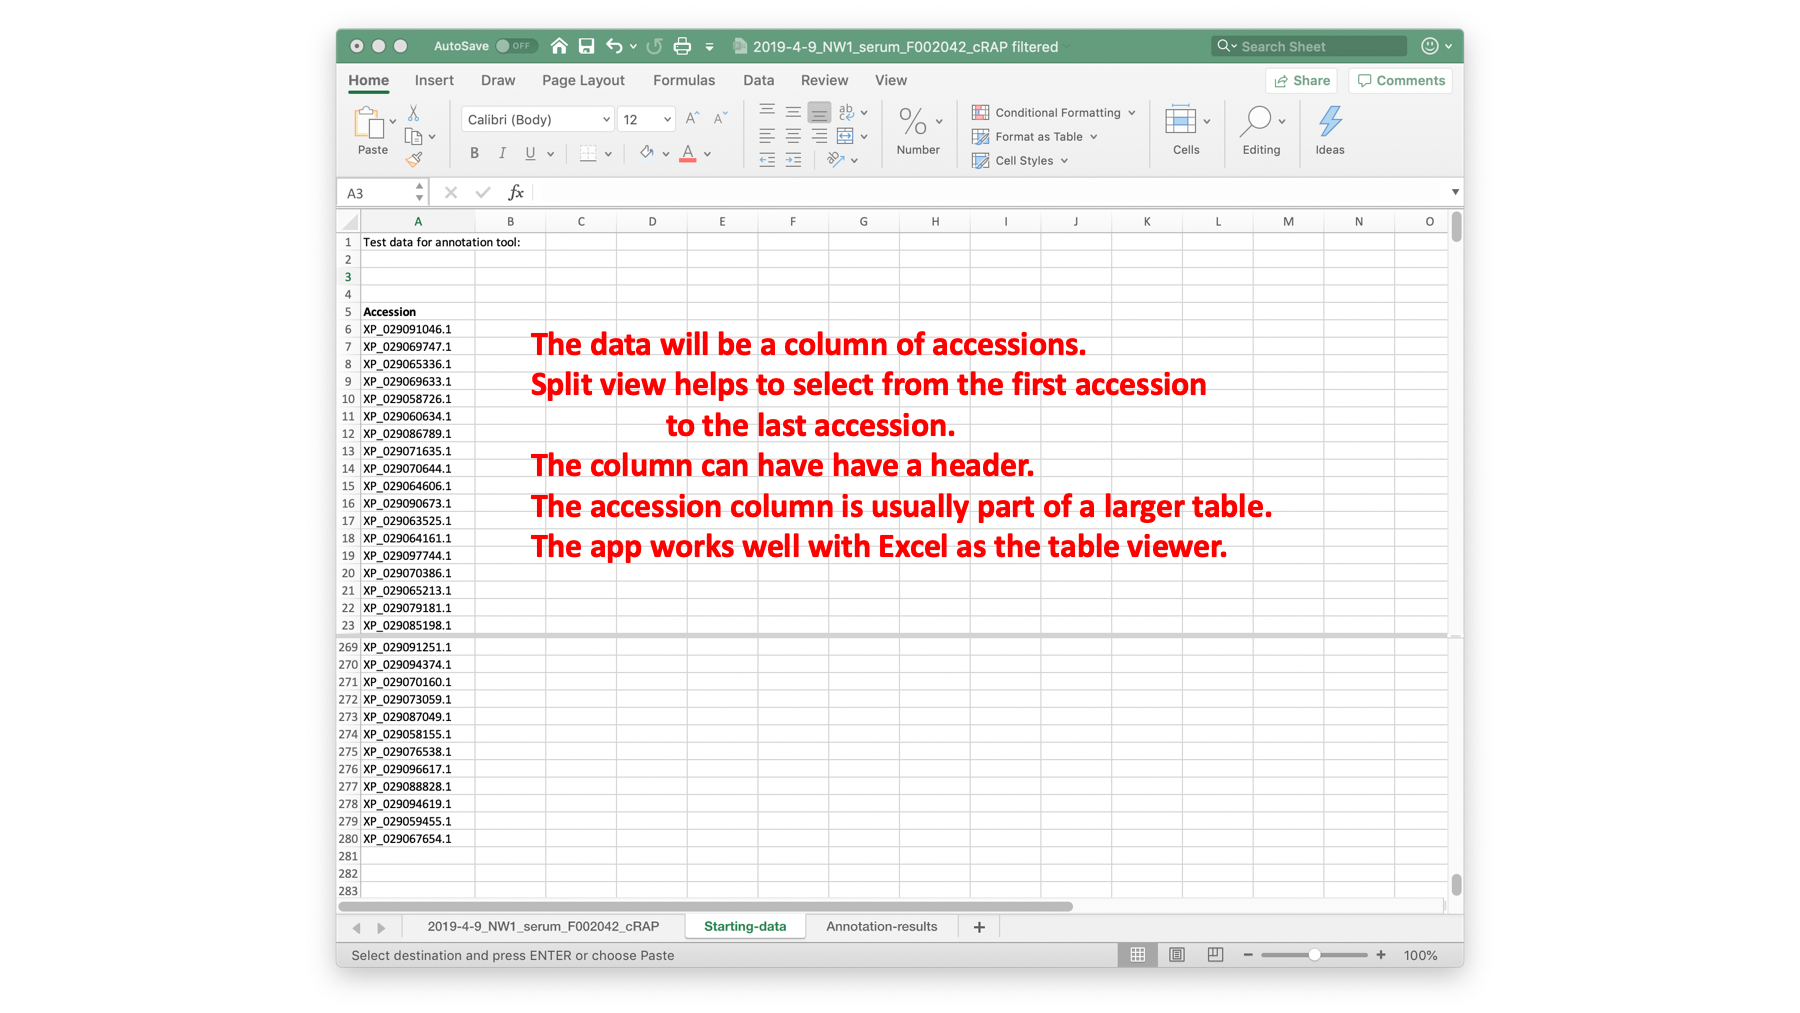 AutoSave OFF 2019-4-9_NW1_serum_F002042_cRAP filtered Search Sheet
Home Insert Draw Page Layout Formulas Data Review View Share Comments
Calibri (Body) 12 ab Conditional Formatting
Format as Table
Paste B I U A Number Cell Styles Cells Editing Ideas
A3 fx
A B C D E F G H I J K L M N O
1 Test data for annotation tool:
2
3
4
5 Accession
6 XP_029091046.1
7 XP_029069747.1
8 XP_029065336.1
9 XP_029069633.1
10 XP_029058726.1
11 XP_029060634.1
12 XP_029086789.1
13 XP_029071635.1
14 XP_029070644.1
15 XP_029064606.1
16 XP_029090673.1
17 XP_029063525.1
18 XP_029064161.1
19 XP_029097744.1
20 XP_029070386.1
21 XP_029065213.1
22 XP_029079181.1
23 XP_029085198.1
The data will be a column of accessions.
Split view helps to select from the first accession
to the last accession.
The column can have have a header.
The accession column is usually part of a larger table.
The app works well with Excel as the table viewer.
269 XP_029091251.1
270 XP_029094374.1
271 XP_029070160.1
272 XP_029073059.1
273 XP_029087049.1
274 XP_029058155.1
275 XP_029076538.1
276 XP_029096617.1
277 XP_029088828.1
278 XP_029094619.1
279 XP_029059455.1
280 XP_029067654.1
281
282
283
2019-4-9_NW1_serum_F002042_cRAP Starting-data Annotation-results +
Select destination and press ENTER or choose Paste 100%